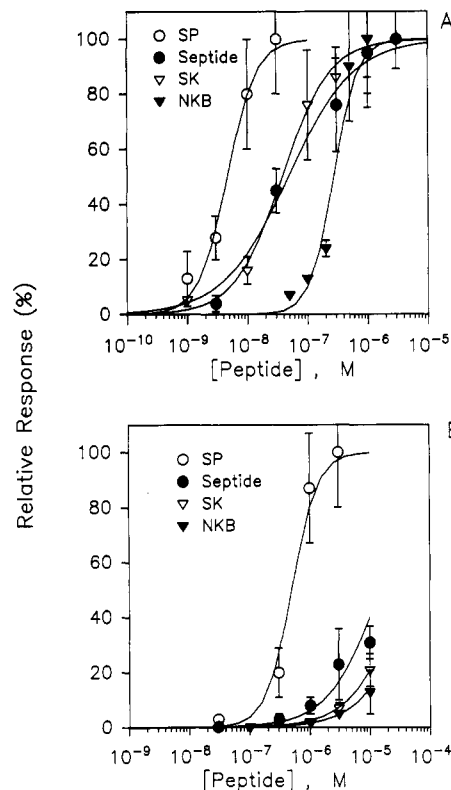 A
○ SP
● Septide
▽ SK
▼ NKB
100
80
60
40
20
0
10⁻¹⁰ 10⁻⁹ 10⁻⁸ 10⁻⁷ 10⁻⁶ 10⁻⁵
[Peptide] , M
Relative Response (%)
○ SP
● Septide
▽ SK
▼ NKB
100
80
60
40
20
0
10⁻⁹ 10⁻⁸ 10⁻⁷ 10⁻⁶ 10⁻⁵ 10⁻⁴
[Peptide] , M